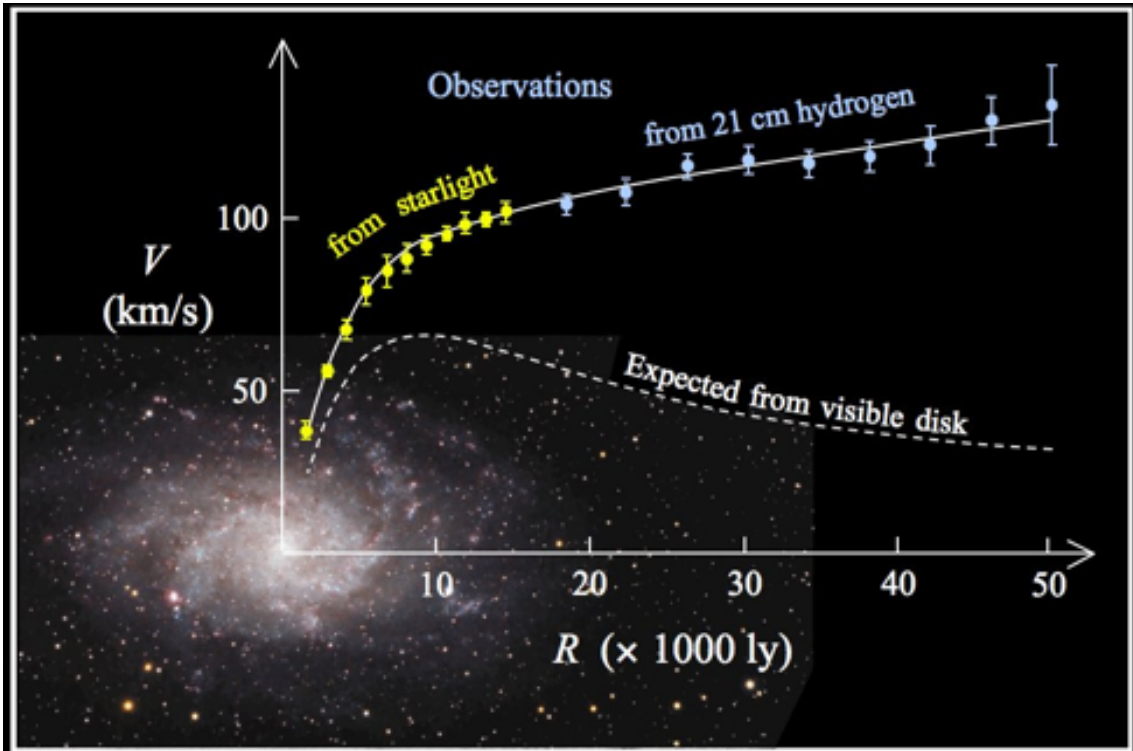 Observations
from 21 cm hydrogen
from starlight
100
V
(km/s)
50
Expected from visible disk
10
20
30
40
50
R (× 1000 ly)